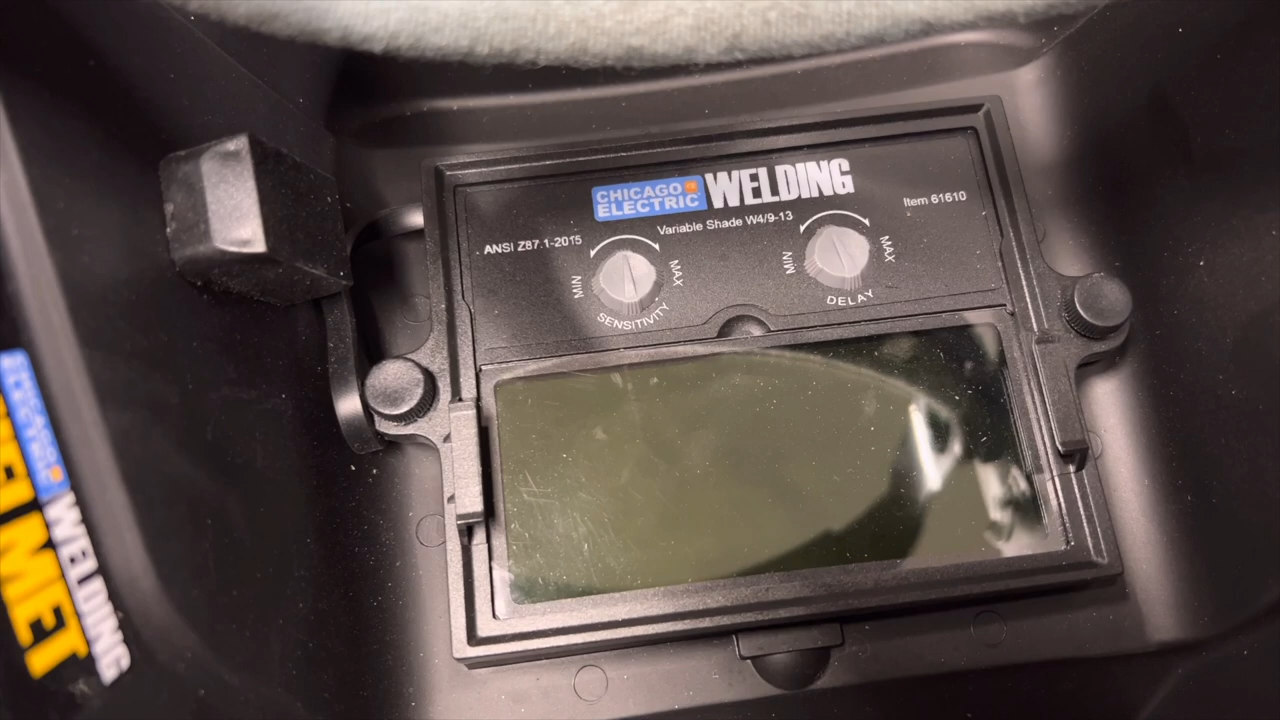 CHICAGO ELECTRIC WELDING
ANSI Z87.1-2015
Variable Shade W4/9-13
Item 61610
MIN
MAX
SENSITIVITY
MIN
MAX
DELAY
CHICAGO ELECTRIC WELDING
HELMET